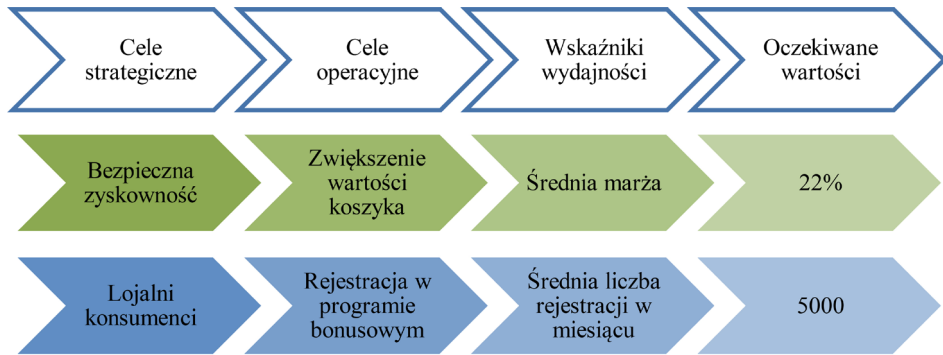 Cele
strategiczne
Cele
operacyjne
Wskaźniki
wydajności
Oczekiwane
wartości
Bezpieczna
zyskowność
Zwiększenie
wartości
koszyka
Średnia marża
22%
Lojalni
konsumenci
Rejestracja w
programie
bonusowym
Średnia liczba
rejestracji w
miesiącu
5000